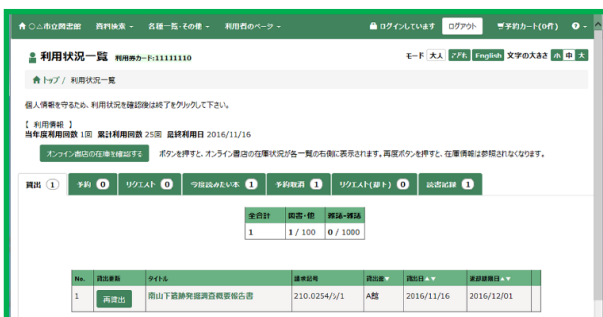 ○△市立図書館 資料検索 各種一覧・その他 利用者のページ ログインしています ログアウト 予約カート(0件)
利用状況一覧 利用券カード:11111110 モード 大人 こども English 文字の大きさ 小 中 大
トップ / 利用状況一覧
個人情報を守るため、利用状況を確認後は終了をクリックして下さい。
【 利用情報 】
当年度利用回数 1回 累計利用回数 25回 最終利用日 2016/11/16
オンライン書店の在庫を確認する ボタンを押すと、オンライン書店の在庫状況が各一覧の右側に表示されます。再度ボタンを押すと、在庫情報は参照されなくなります。
貸出 1 予約 0 リクエスト 0 今度読みたい本 1 予約取消 1 リクエスト(却下) 0 読書記録 1
全合計 図書・他 雑誌・雑誌
1 1 / 100 0 / 1000
No. 貸出更新 タイトル 請求記号 貸出館▼ 貸出日▲▼ 返却期限日▲▼
1 再貸出 南山下遺跡発掘調査概要報告書 210.0254/ﾐ/1 A館 2016/11/16 2016/12/01